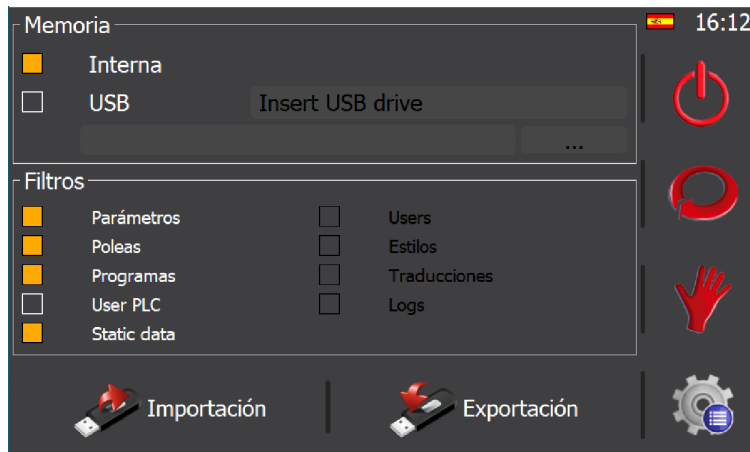 Memoria
16:12
Interna
USB
Insert USB drive
...
Filtros
Parámetros
Users
Poleas
Estilos
Programas
Traducciones
User PLC
Logs
Static data
Importación
Exportación